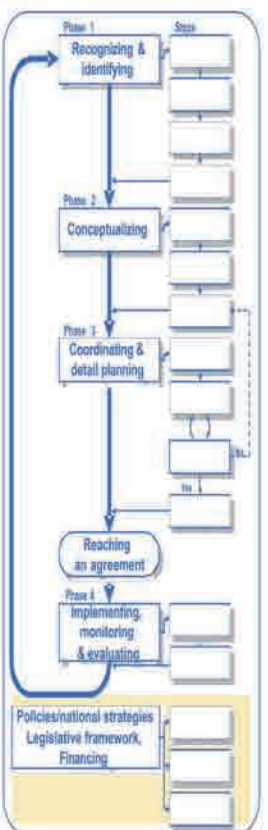 Phase 1
Steps
Recognizing &
identifying
Phase 2
Conceptualizing
Phase 3
Coordinating &
detail planning
No
Yes
Reaching
an agreement
Phase 4
Implementing,
monitoring
& evaluating
Policies/national strategies
Legislative framework,
Financing